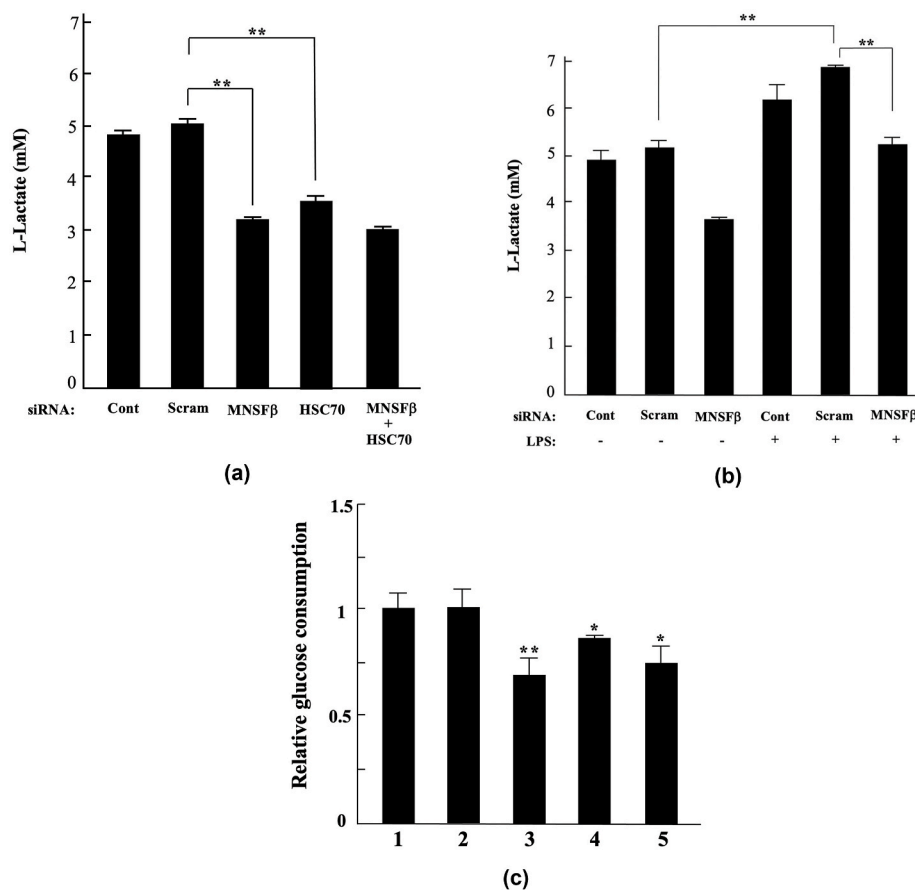 7
6
5
4
3
2
1
0
L-Lactate (mM)
**
**
siRNA: Cont Scram MNSFβ HSC70 MNSFβ
+
HSC70
(a)
7
6
5
4
3
2
1
0
L-Lactate (mM)
**
**
siRNA: Cont Scram MNSFβ Cont Scram MNSFβ
LPS: - - - + + +
(b)
1.5
1
0.5
0
Relative glucose consumption
** * *
1 2 3 4 5
(c)